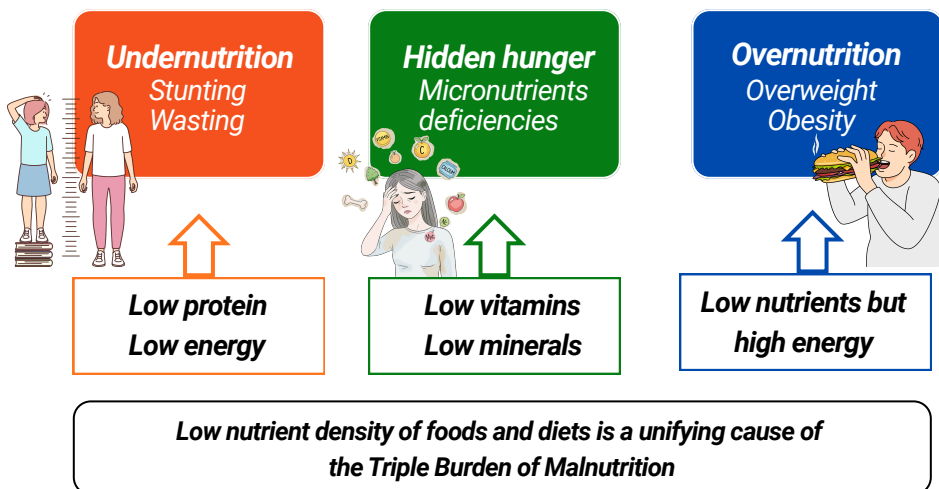 Undernutrition
Stunting
Wasting
Hidden hunger
Micronutrients
deficiencies
Overnutrition
Overweight
Obesity
D
C
Low protein
Low energy
Low vitamins
Low minerals
Low nutrients but
high energy
Low nutrient density of foods and diets is a unifying cause of
the Triple Burden of Malnutrition